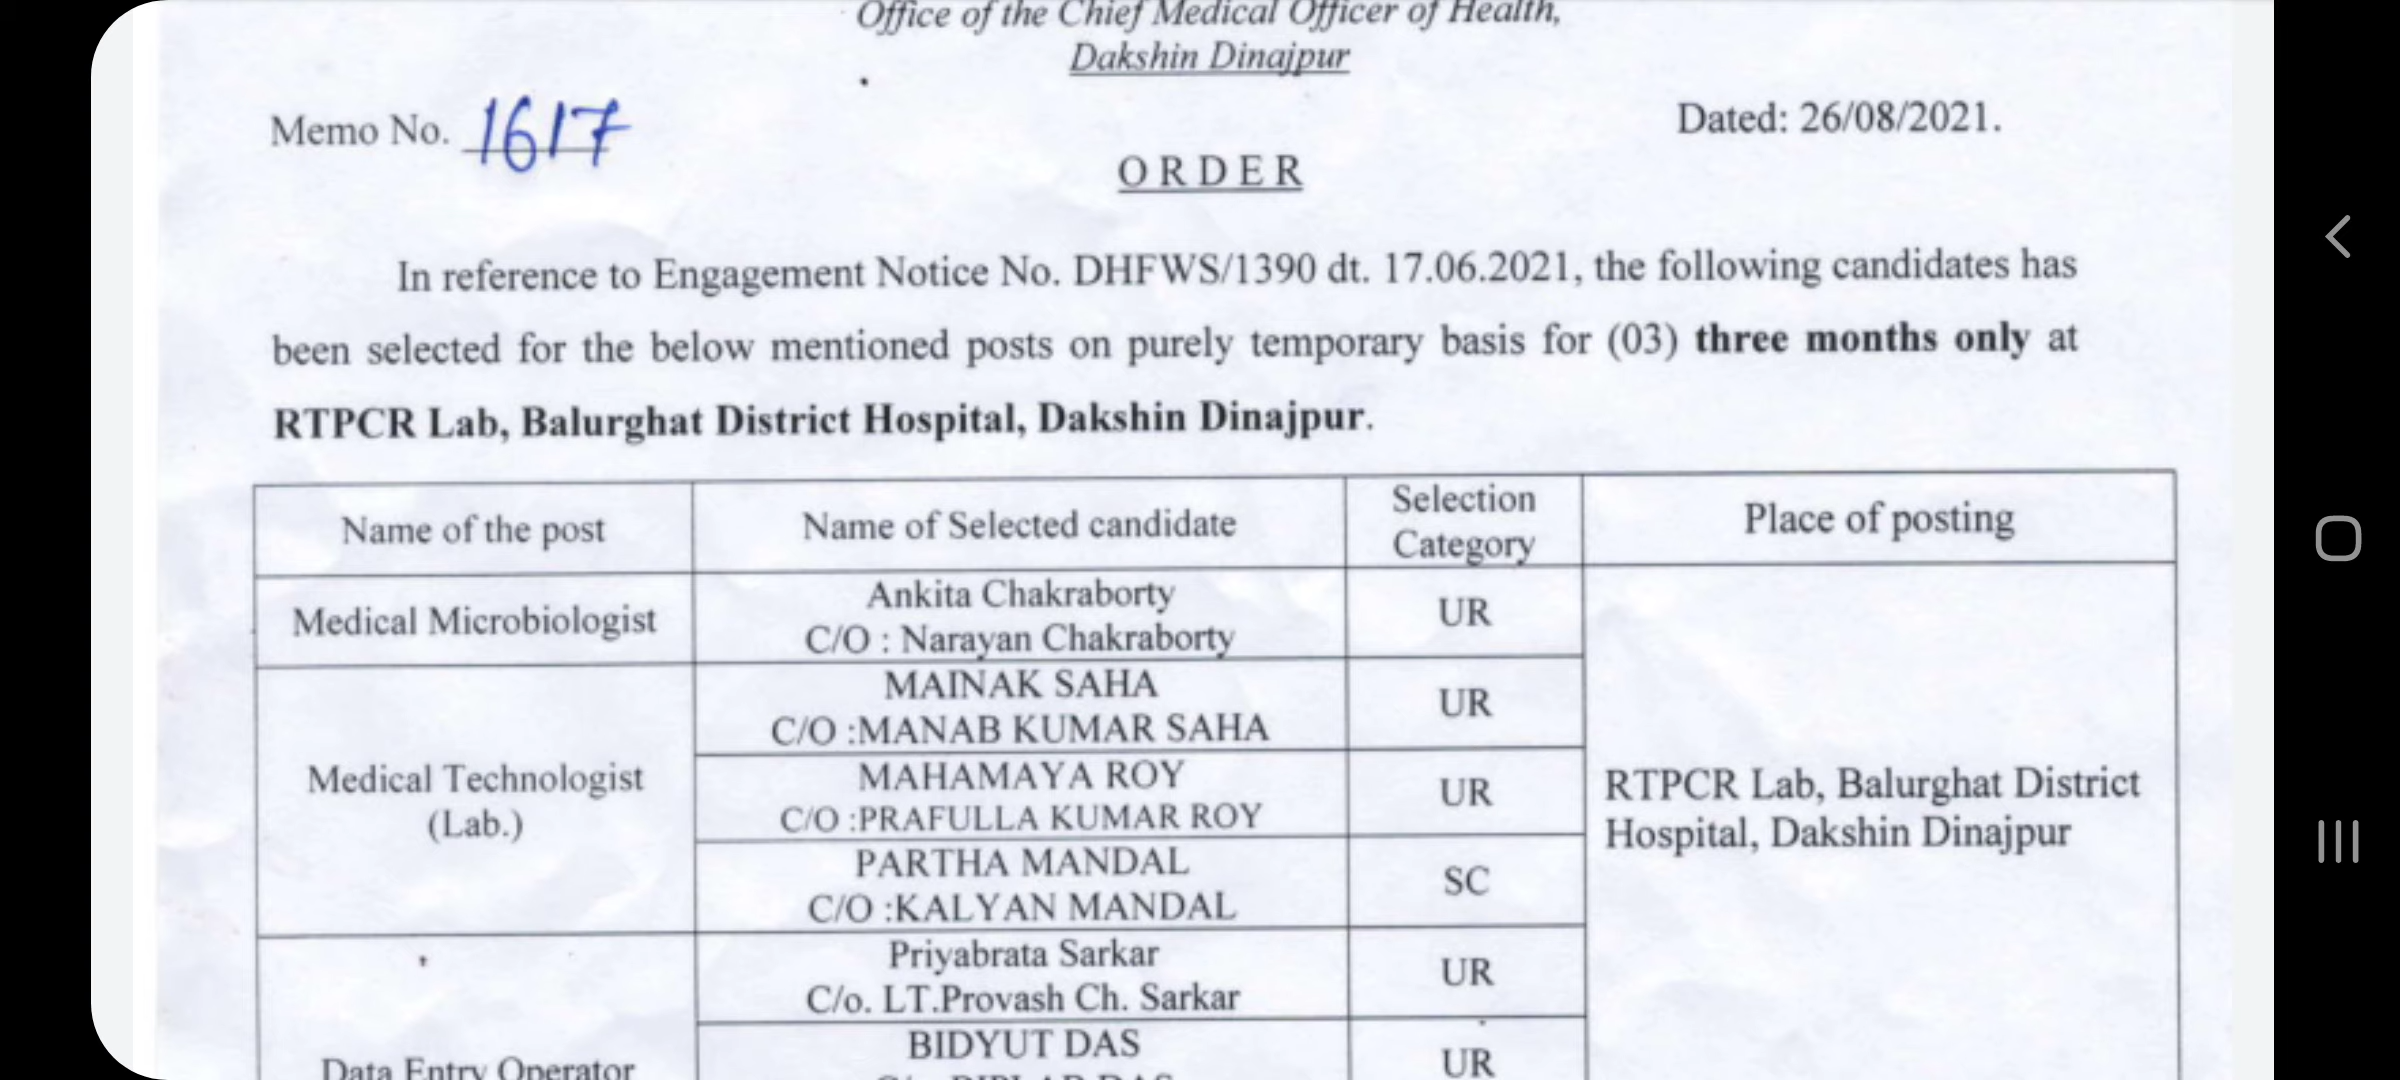 Office of the Chief Medical Officer of Health,
Dakshin Dinajpur
Memo No. 1617
Dated: 26/08/2021.
ORDER
In reference to Engagement Notice No. DHFWS/1390 dt. 17.06.2021, the following candidates has
been selected for the below mentioned posts on purely temporary basis for (03) three months only at
RTPCR Lab, Balurghat District Hospital, Dakshin Dinajpur.
Name of the post
Name of Selected candidate
Selection
Category
Place of posting
Medical Microbiologist
Ankita Chakraborty
C/O : Narayan Chakraborty
UR
MAINAK SAHA
C/O :MANAB KUMAR SAHA
UR
Medical Technologist
(Lab.)
MAHAMAYA ROY
C/O :PRAFULLA KUMAR ROY
UR
PARTHA MANDAL
C/O :KALYAN MANDAL
SC
RTPCR Lab, Balurghat District
Hospital, Dakshin Dinajpur
Priyabrata Sarkar
C/o. LT.Provash Ch. Sarkar
UR
Data Entry Operator
BIDYUT DAS
UR